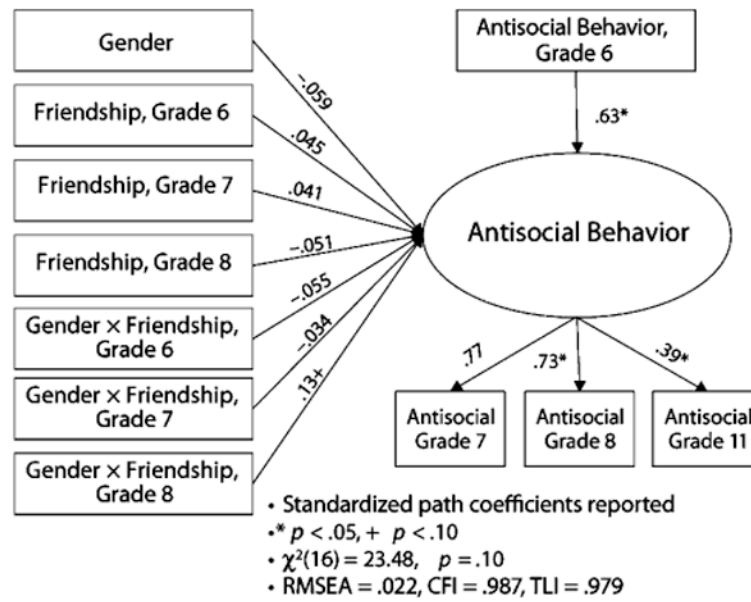 Gender
Friendship, Grade 6
Friendship, Grade 7
Friendship, Grade 8
Gender × Friendship,
Grade 6
Gender × Friendship,
Grade 7
Gender × Friendship,
Grade 8
–.059
.045
.041
–.051
–.055
–.034
.13+
Antisocial Behavior,
Grade 6
.63*
Antisocial Behavior
.77
.73*
.39*
Antisocial
Grade 7
Antisocial
Grade 8
Antisocial
Grade 11
• Standardized path coefficients reported
•* p < .05, + p < .10
• χ²(16) = 23.48, p = .10
• RMSEA = .022, CFI = .987, TLI = .979